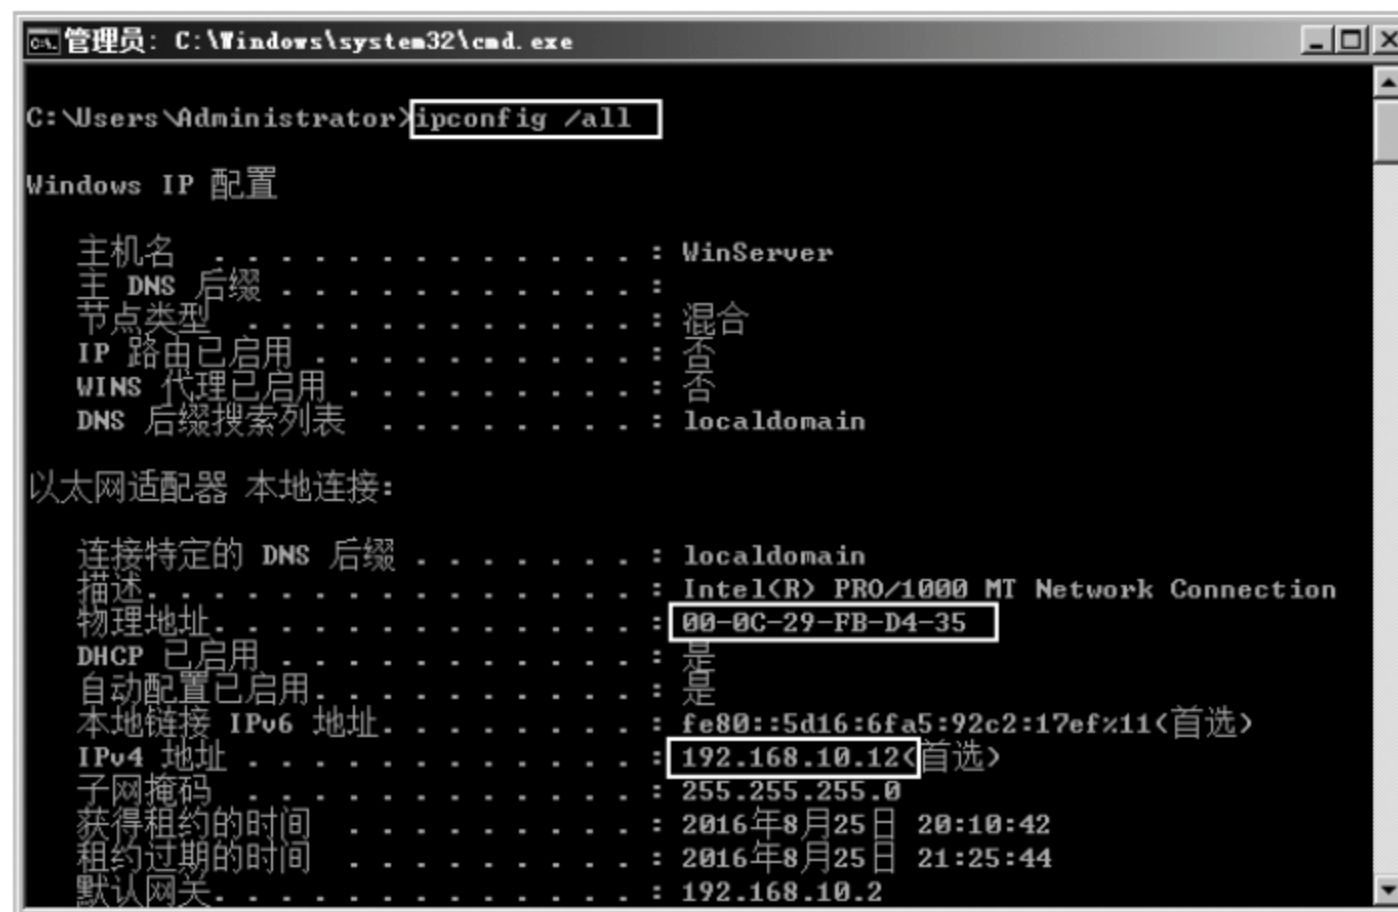 管理员: C:\Windows\system32\cmd.exe
C:\Users\Administrator>ipconfig /all
Windows IP 配置
主机名 . . . . . . . . . . . . . : WinServer
主 DNS 后缀 . . . . . . . . . . . :
节点类型 . . . . . . . . . . . . : 混合
IP 路由已启用 . . . . . . . . . . : 否
WINS 代理已启用 . . . . . . . . . : 否
DNS 后缀搜索列表 . . . . . . . . : localdomain
以太网适配器 本地连接:
连接特定的 DNS 后缀 . . . . . . . : localdomain
描述. . . . . . . . . . . . . . . : Intel(R) PRO/1000 MT Network Connection
物理地址. . . . . . . . . . . . . : 00-0C-29-FB-D4-35
DHCP 已启用 . . . . . . . . . . . : 是
自动配置已启用. . . . . . . . . . : 是
本地链接 IPv6 地址. . . . . . . . : fe80::5d16:6fa5:92c2:17ef%11(首选)
IPv4 地址 . . . . . . . . . . . . : 192.168.10.12(首选)
子网掩码 . . . . . . . . . . . . : 255.255.255.0
获得租约的时间 . . . . . . . . . : 2016年8月25日 20:10:42
租约过期的时间 . . . . . . . . . : 2016年8月25日 21:25:44
默认网关. . . . . . . . . . . . . : 192.168.10.2